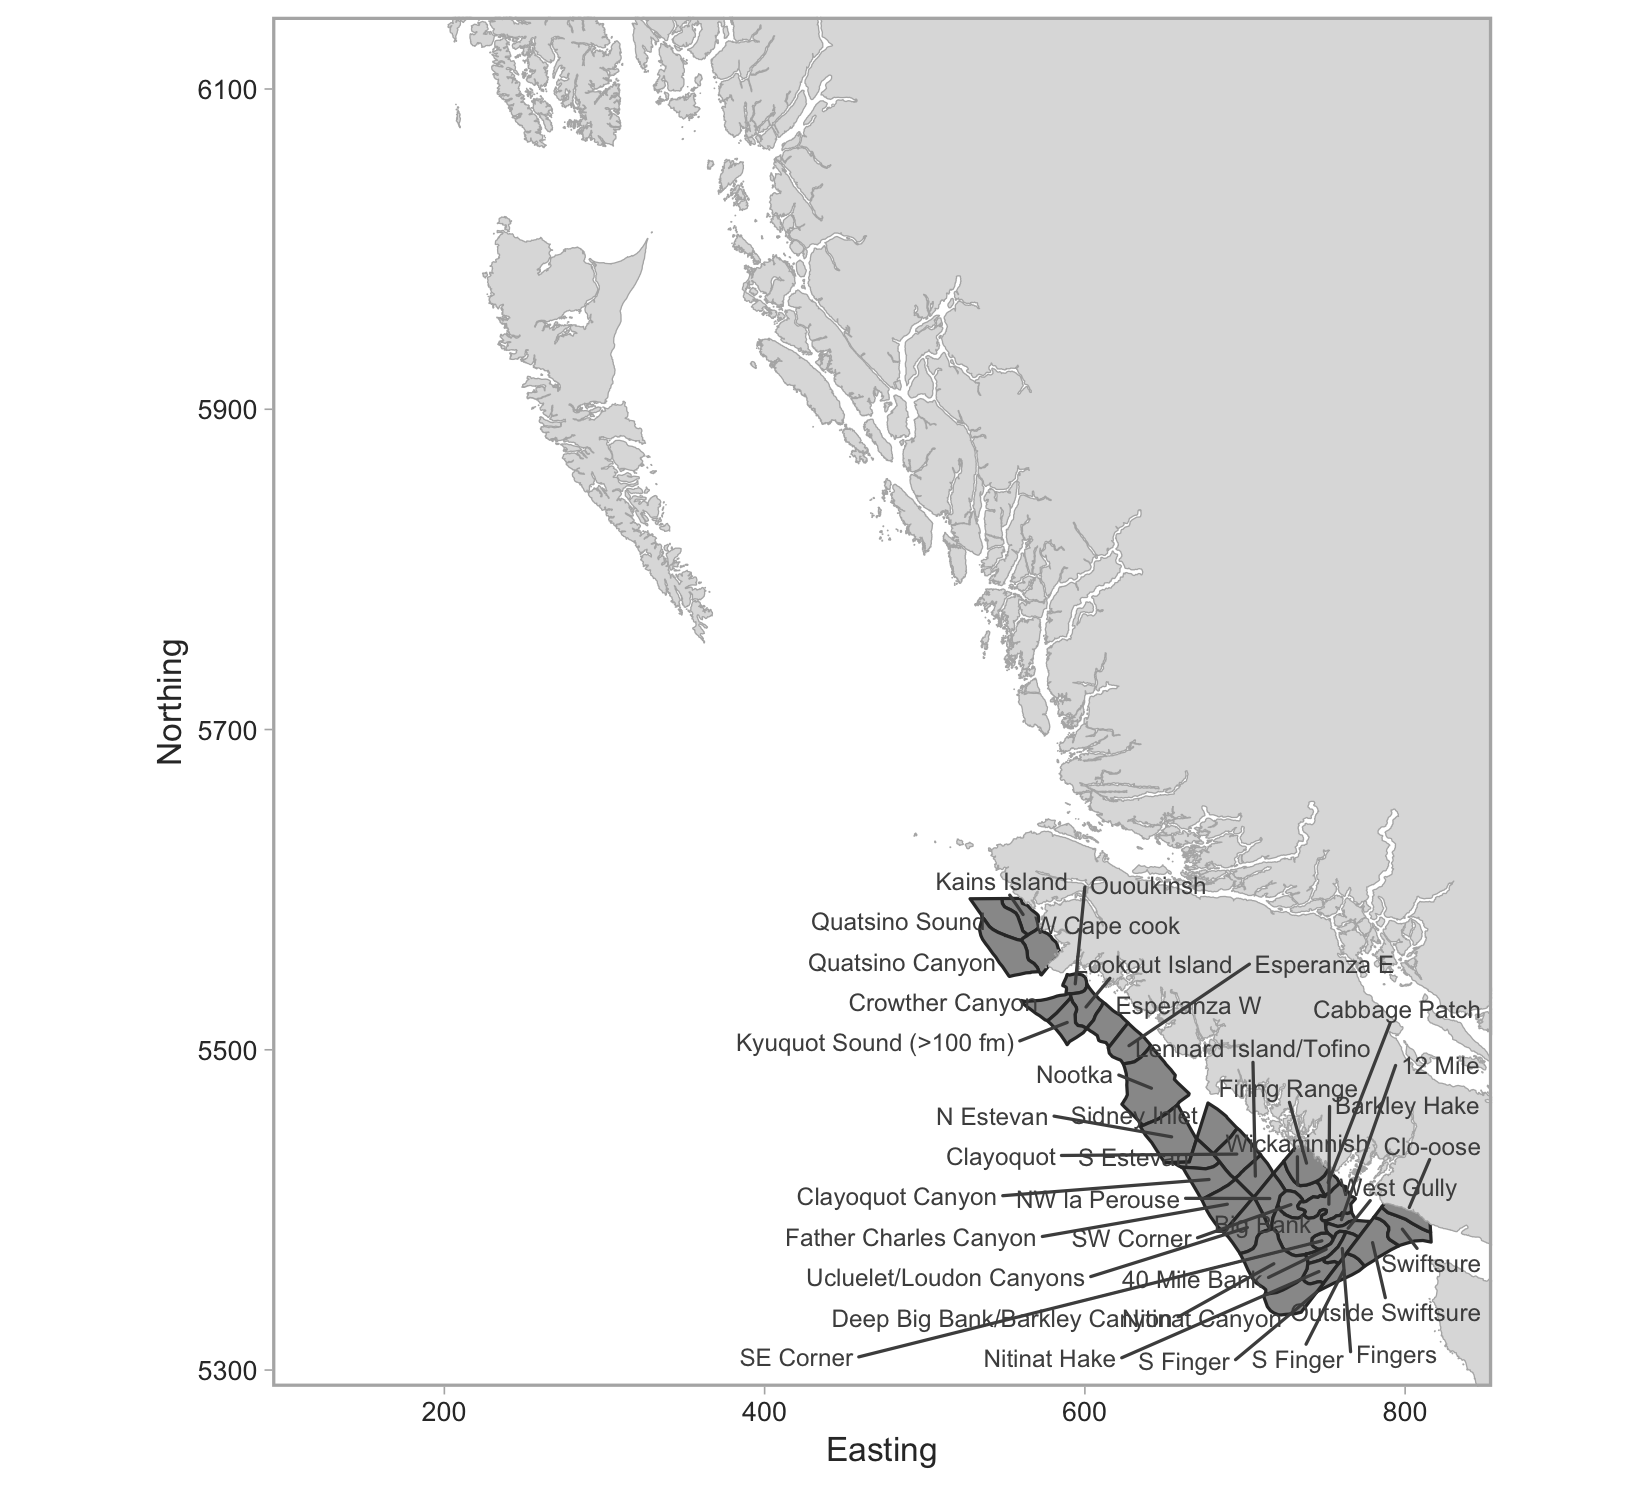 6100
5900
5700
5500
5300
Northing
Kains Island
Ououkinsh
Quatsino Sound
W Cape cook
Quatsino Canyon
Lookout Island
Esperanza E
Crowther Canyon
Esperanza W
Cabbage Patch
Kyuquot Sound (>100 fm)
Lennard Island/Tofino
12 Mile
Nootka
Firing Range
Barkley Hake
N Estevan
Sidney Inlet
Wickaninnish
Clo-oose
Clayoquot
S Estevan
West Gully
Clayoquot Canyon
NW la Perouse
Big Bank
Father Charles Canyon
SW Corner
Swiftsure
Ucluelet/Loudon Canyons
40 Mile Bank
Outside Swiftsure
Deep Big Bank/Barkley Canyon
Nitinat Canyon
SE Corner
Nitinat Hake
S Finger
S Finger
Fingers
200
400
600
800
Easting